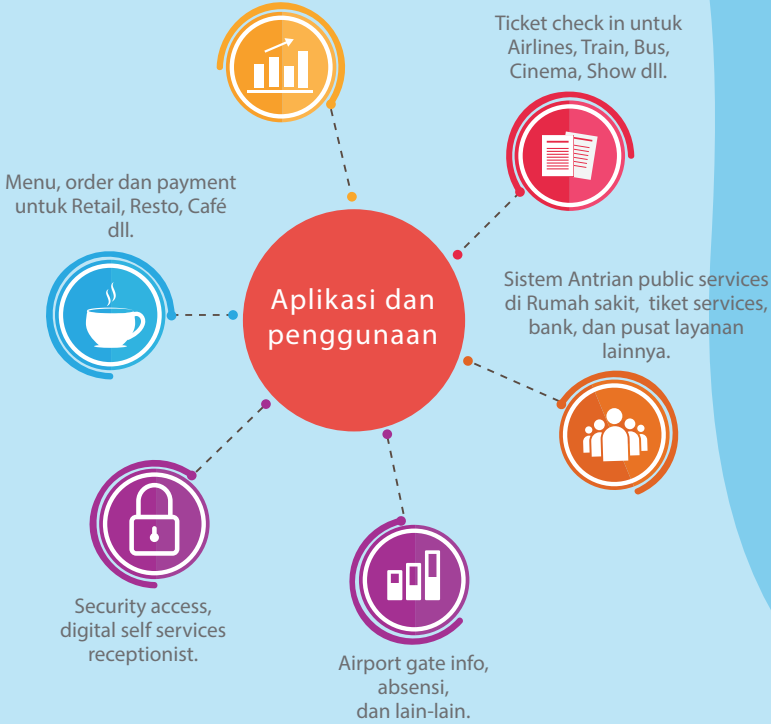 Ticket check in untuk
Airlines, Train, Bus,
Cinema, Show dll.
Menu, order dan payment
untuk Retail, Resto, Café
dll.
Aplikasi dan
penggunaan
Sistem Antrian public services
di Rumah sakit, tiket services,
bank, dan pusat layanan
lainnya.
Security access,
digital self services
receptionist.
Airport gate info,
absensi,
dan lain-lain.